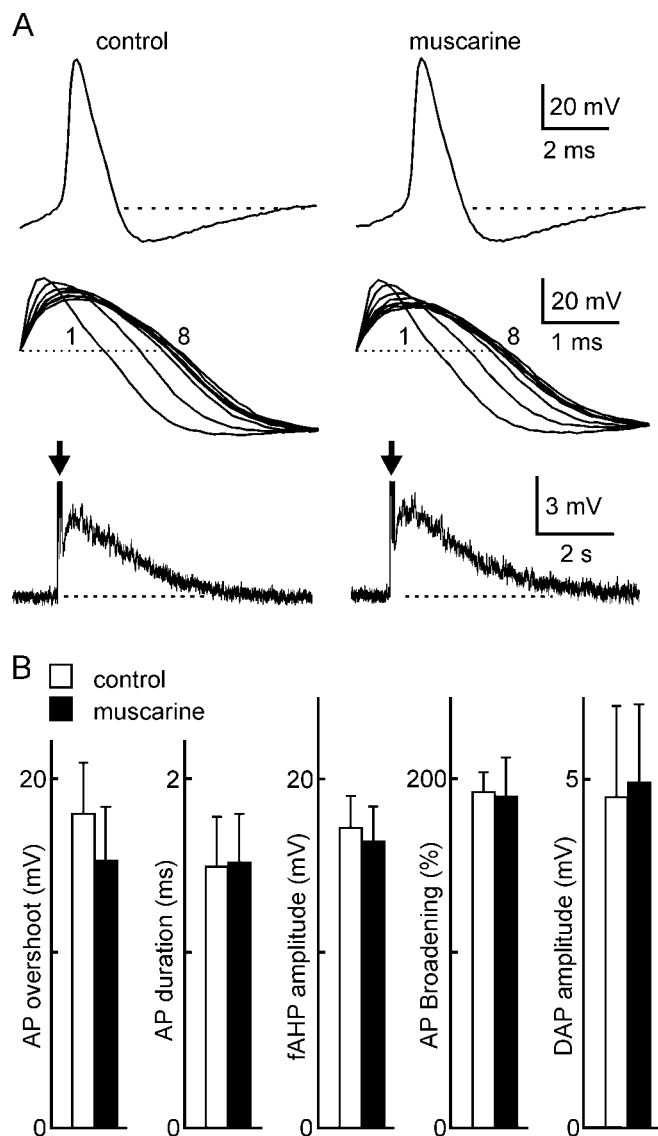 A
control
muscarine
20 mV
2 ms
1
8
1
8
20 mV
1 ms
3 mV
2 s
B
control
muscarine
AP overshoot (mV)
20
0
AP duration (ms)
2
0
fAHP amplitude (mV)
20
0
AP Broadening (%)
200
0
DAP amplitude (mV)
5
0